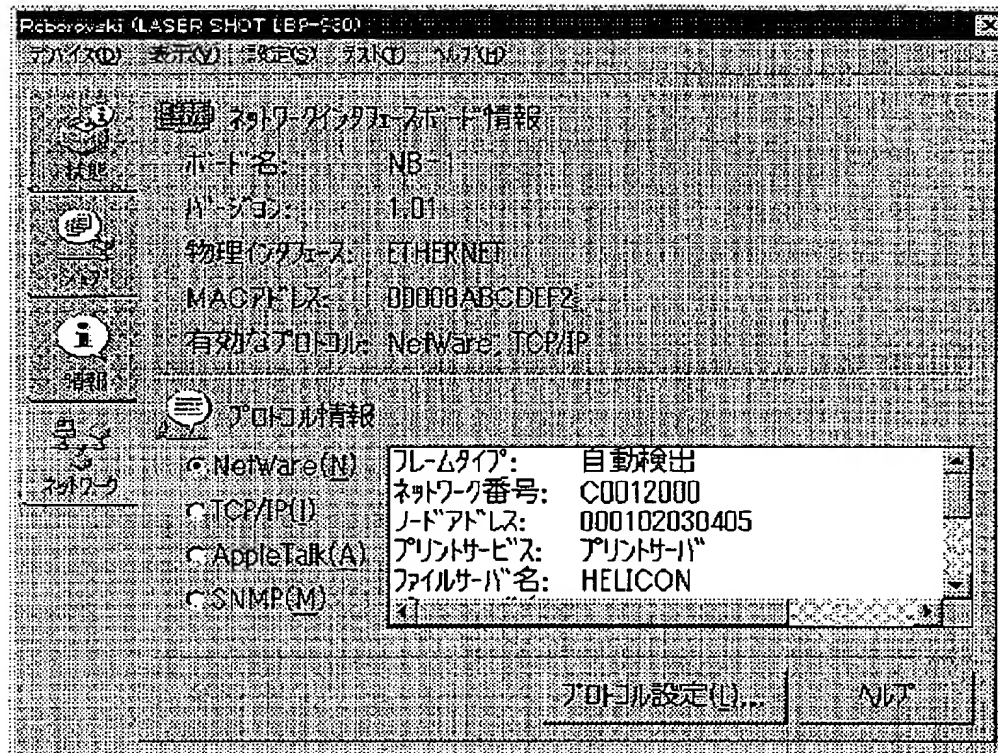 Roborovski (LASER SHOT LBP-930)
デバイス(D) 表示(V) 設定(S) テスト(T) ヘルプ(H)
状態
ジョブ
情報
ネットワーク
ネットワークインタフェースボード情報
ボード名: NB-1
バージョン: 1.01
物理インタフェース: ETHERNET
MACアドレス: 00008ABCDEF2
有効なプロトコル: NetWare, TCP/IP
プロトコル情報
NetWare(N)
TCP/IP(I)
AppleTalk(A)
SNMP(M)
フレームタイプ: 自動検出
ネットワーク番号: C0012000
ノードアドレス: 000102030405
プリントサービス: プリントサーバ
ファイルサーバ名: HELICON
プロトコル設定(L)...
ヘルプ